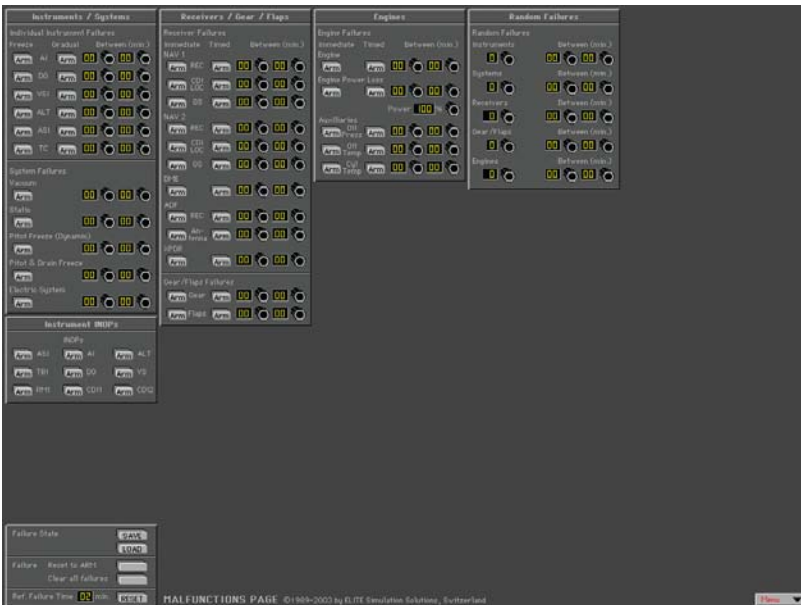 Instruments / Systems
Individual Instrument Failures
Freeze Gradual Between (min.)
Arm AI Arm 00 00
Arm DG Arm 00 00
Arm VSI Arm 00 00
Arm ALT Arm 00 00
Arm ASI Arm 00 00
Arm TC Arm 00 00
System Failures
Vacuum
Arm 00 00
Static
Arm 00 00
Pitot Freeze (Dynamic)
Arm 00 00
Pitot & Drain Freeze
Arm 00 00
Electric System
Arm 00 00
Instrument INOPs
INOPs
Arm ASI Arm AI Arm ALT
Arm TBI Arm DG Arm VS
Arm RMI Arm CDI1 Arm CDI2
Receivers / Gear / Flaps
Receiver Failures
Immediate Timed Between (min.)
NAV 1
Arm REC Arm 00 00
Arm CDI LOC Arm 00 00
Arm GS Arm 00 00
NAV 2
Arm REC Arm 00 00
Arm CDI LOC Arm 00 00
Arm GS Arm 00 00
DME
Arm Arm 00 00
ADF
Arm REC Arm 00 00
Arm An- tenna Arm 00 00
XPDR
Arm Arm 00 00
Gear/Flaps Failures
Arm Gear Arm 00 00
Arm Flaps Arm 00 00
Engines
Engine Failures
Immediate Timed Between (min.)
Engine
Arm Arm 00 00
Engine Power Loss
Arm Arm 00 00
Power 100 %
Auxiliaries
Arm Oil Press Arm 00 00
Arm Oil Temp Arm 00 00
Arm Cyl Temp Arm 00 00
Random Failures
Random Failures
Instruments Between (min.)
0 00 00
Systems Between (min.)
0 00 00
Receivers Between (min.)
0 00 00
Gear/Flaps Between (min.)
0 00 00
Engines Between (min.)
0 00 00
Failure State SAVE
LOAD
Failure Reset to ARM
Clear all failures
Ref. Failure Time 02 min. RESET
MALFUNCTIONS PAGE ©1989-2003 by ELITE Simulation Solutions, Switzerland
Menu